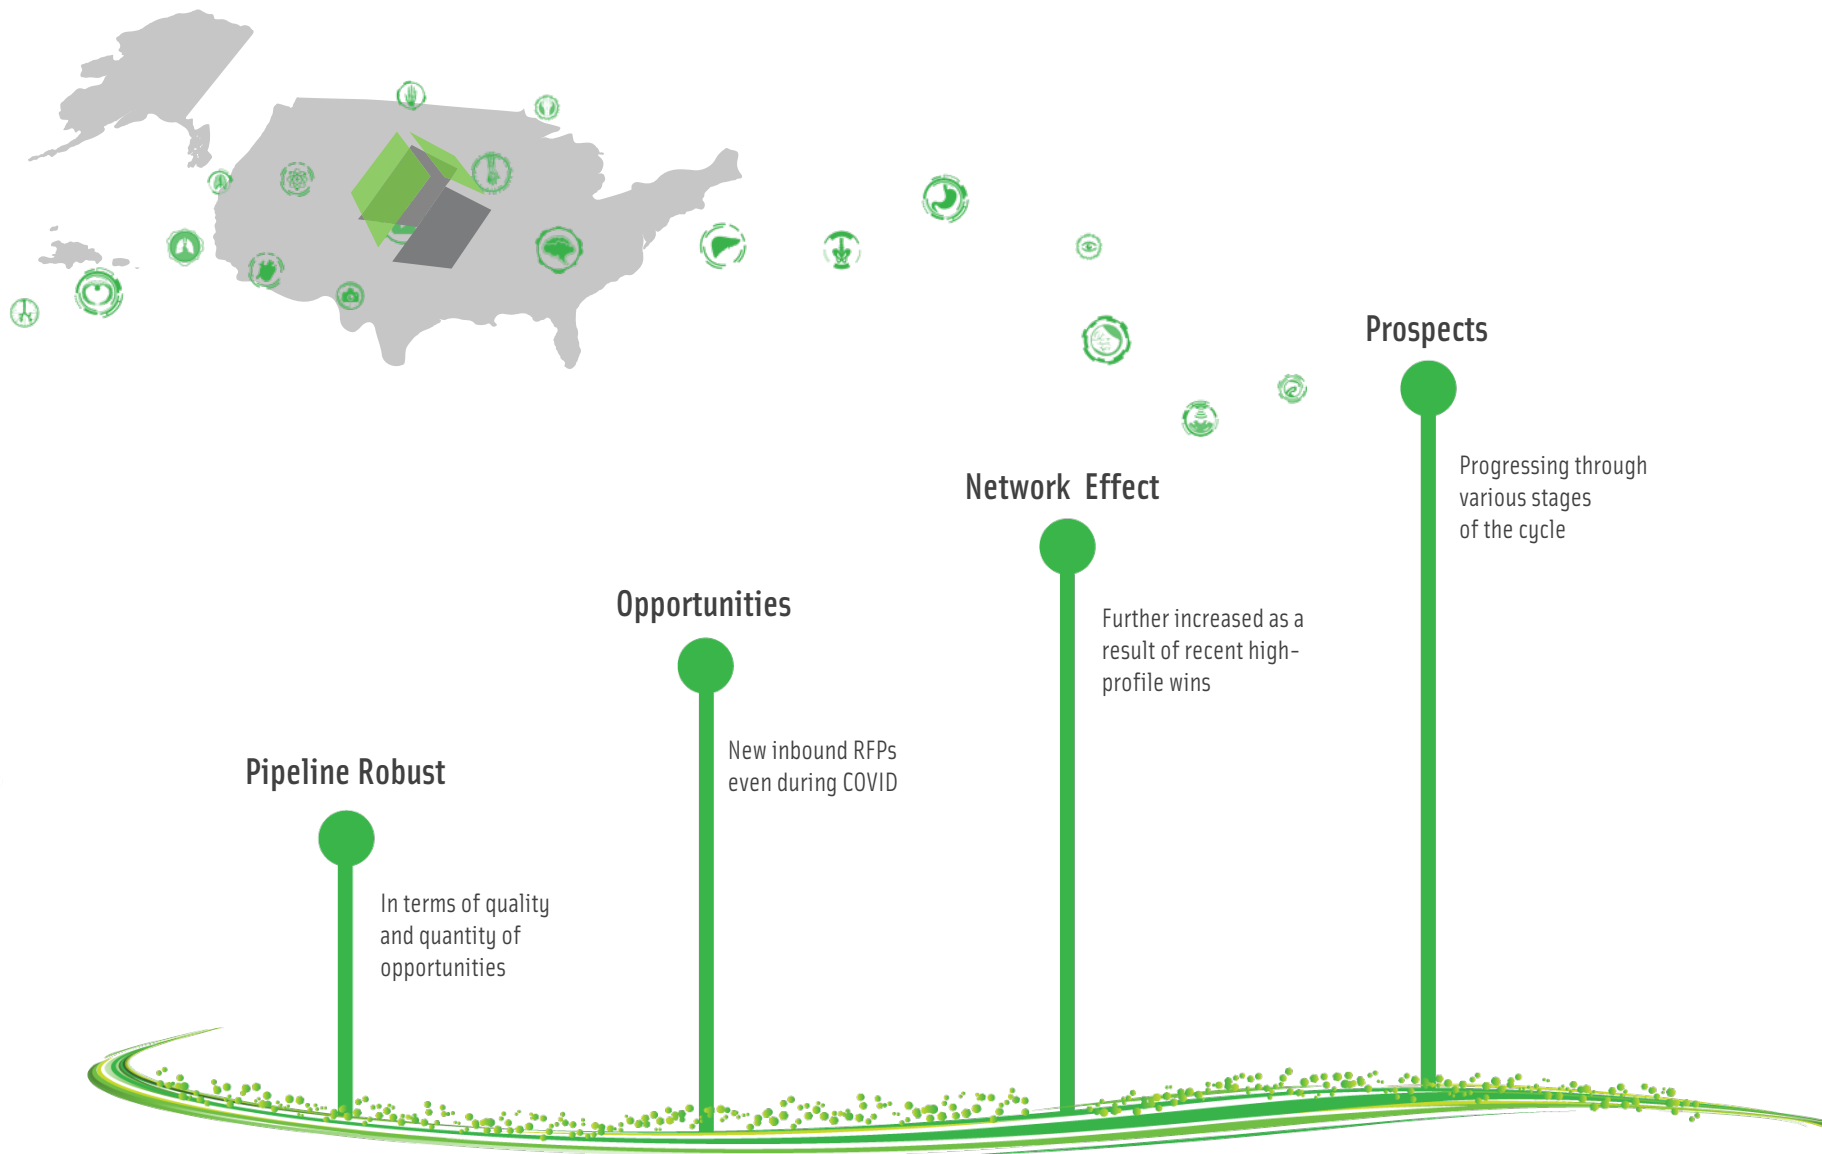 Prospects
Progressing through
various stages
of the cycle
Network Effect
Further increased as a
result of recent high-
profile wins
Opportunities
New inbound RFPs
even during COVID
Pipeline Robust
In terms of quality
and quantity of
opportunities